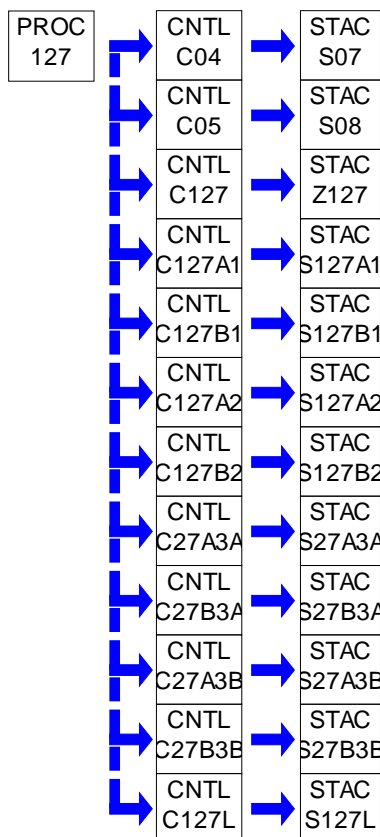 PROC
127
CNTL
C04
STAC
S07
CNTL
C05
STAC
S08
CNTL
C127
STAC
Z127
CNTL
C127A1
STAC
S127A1
CNTL
C127B1
STAC
S127B1
CNTL
C127A2
STAC
S127A2
CNTL
C127B2
STAC
S127B2
CNTL
C27A3A
STAC
S27A3A
CNTL
C27B3A
STAC
S27B3A
CNTL
C27A3B
STAC
S27A3B
CNTL
C27B3B
STAC
S27B3B
CNTL
C127L
STAC
S127L